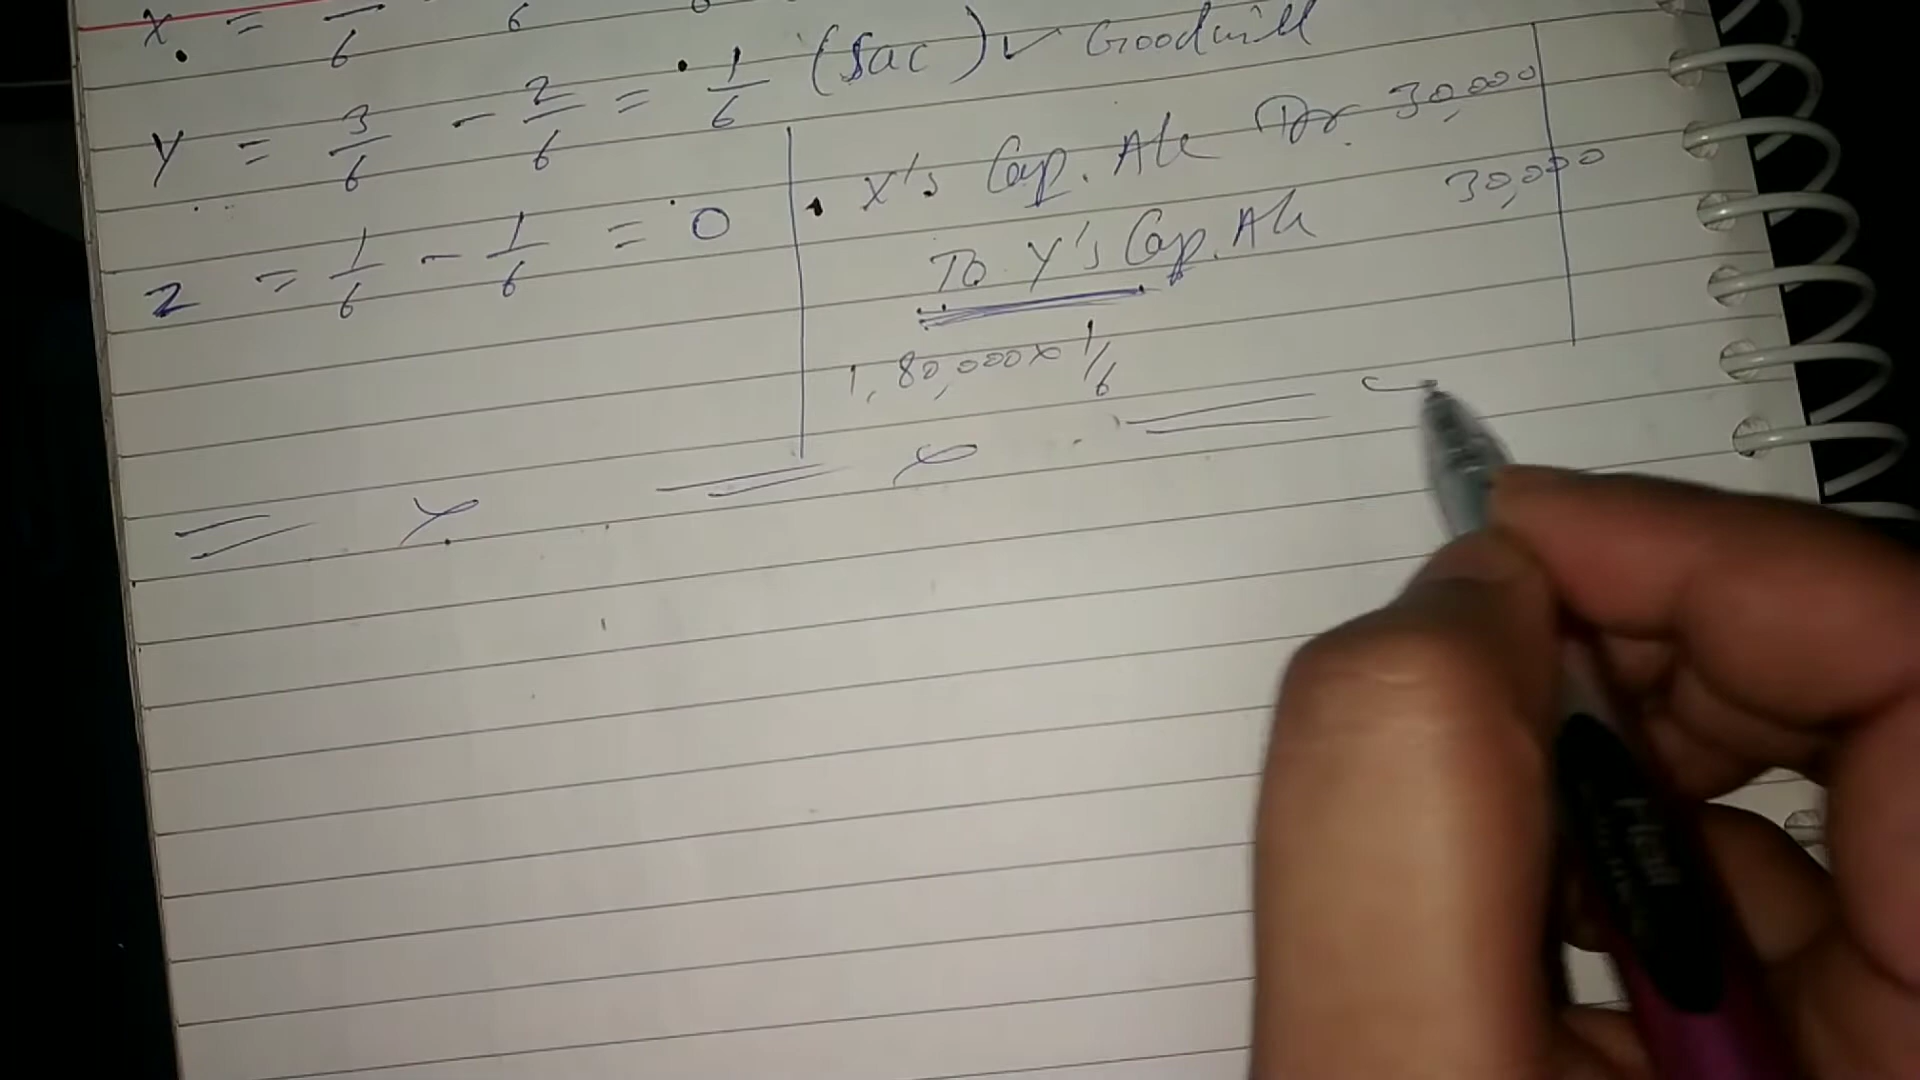 X = /6 6 6
Y = 3/6 - 2/6 = 1/6 (Sac) ✓ Goodwill
Z = 1/6 - 1/6 = 0
X's Cap. A/c Dr 30,000
To Y's Cap. A/c 30,000
1,80,000 x 1/6